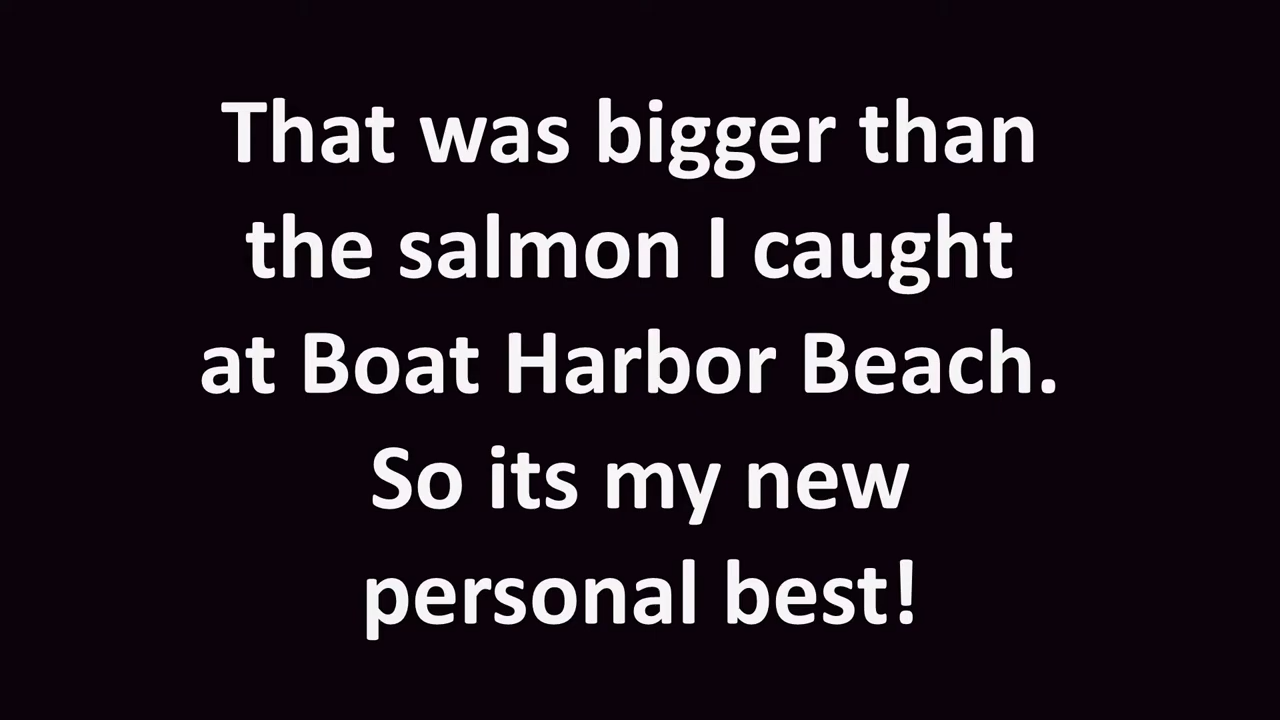 That was bigger than
the salmon I caught
at Boat Harbor Beach.
So its my new
personal best!